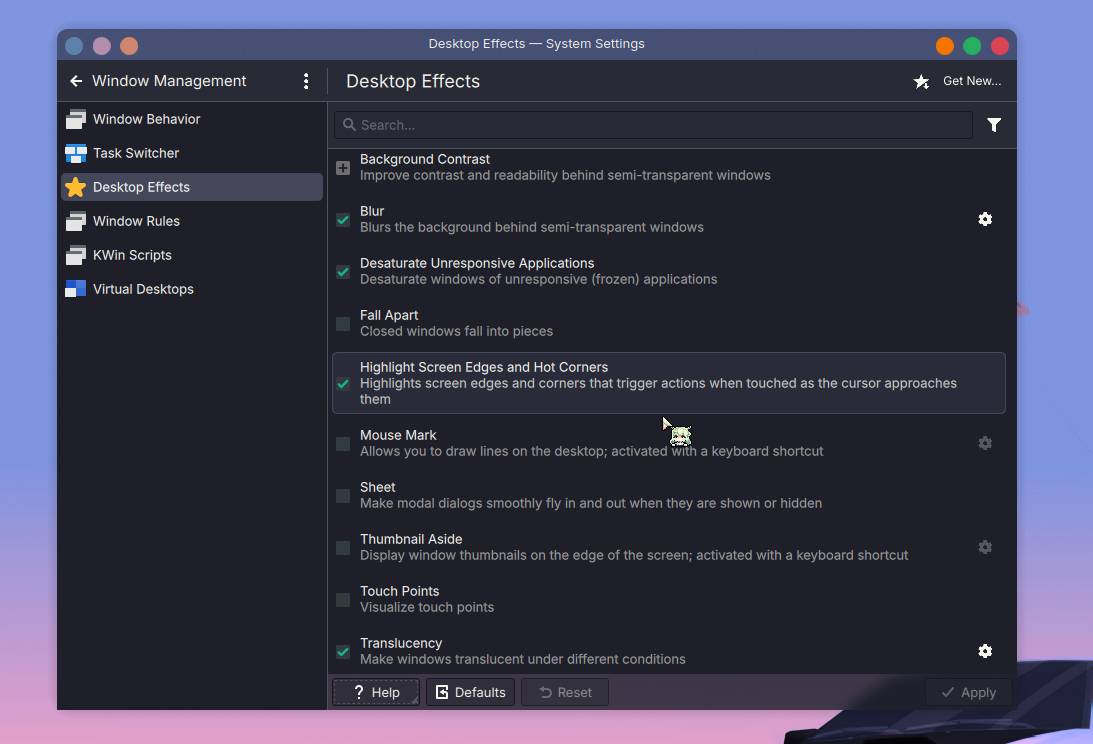 Desktop Effects — System Settings
Window Management
Desktop Effects
Get New...
Window Behavior
Task Switcher
Desktop Effects
Window Rules
KWin Scripts
Virtual Desktops
Search...
Background Contrast
Improve contrast and readability behind semi-transparent windows
Blur
Blurs the background behind semi-transparent windows
Desaturate Unresponsive Applications
Desaturate windows of unresponsive (frozen) applications
Fall Apart
Closed windows fall into pieces
Highlight Screen Edges and Hot Corners
Highlights screen edges and corners that trigger actions when touched as the cursor approaches
them
Mouse Mark
Allows you to draw lines on the desktop; activated with a keyboard shortcut
Sheet
Make modal dialogs smoothly fly in and out when they are shown or hidden
Thumbnail Aside
Display window thumbnails on the edge of the screen; activated with a keyboard shortcut
Touch Points
Visualize touch points
Translucency
Make windows translucent under different conditions
? Help
Defaults
Reset
Apply